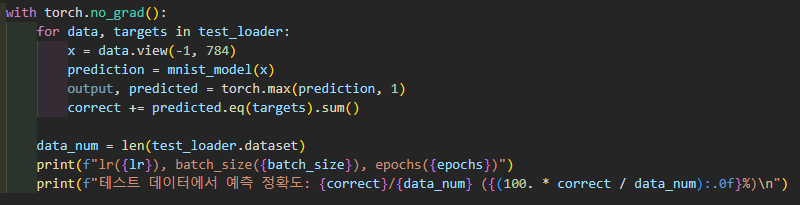 with torch.no_grad():
    for data, targets in test_loader:
        x = data.view(-1, 784)
        prediction = mnist_model(x)
        output, predicted = torch.max(prediction, 1)
        correct += predicted.eq(targets).sum()

    data_num = len(test_loader.dataset)
    print(f"lr({lr}), batch_size({batch_size}), epochs({epochs})")
    print(f"테스트 데이터에서 예측 정확도: {correct}/{data_num} ({(100. * correct / data_num):.0f}%)\n")